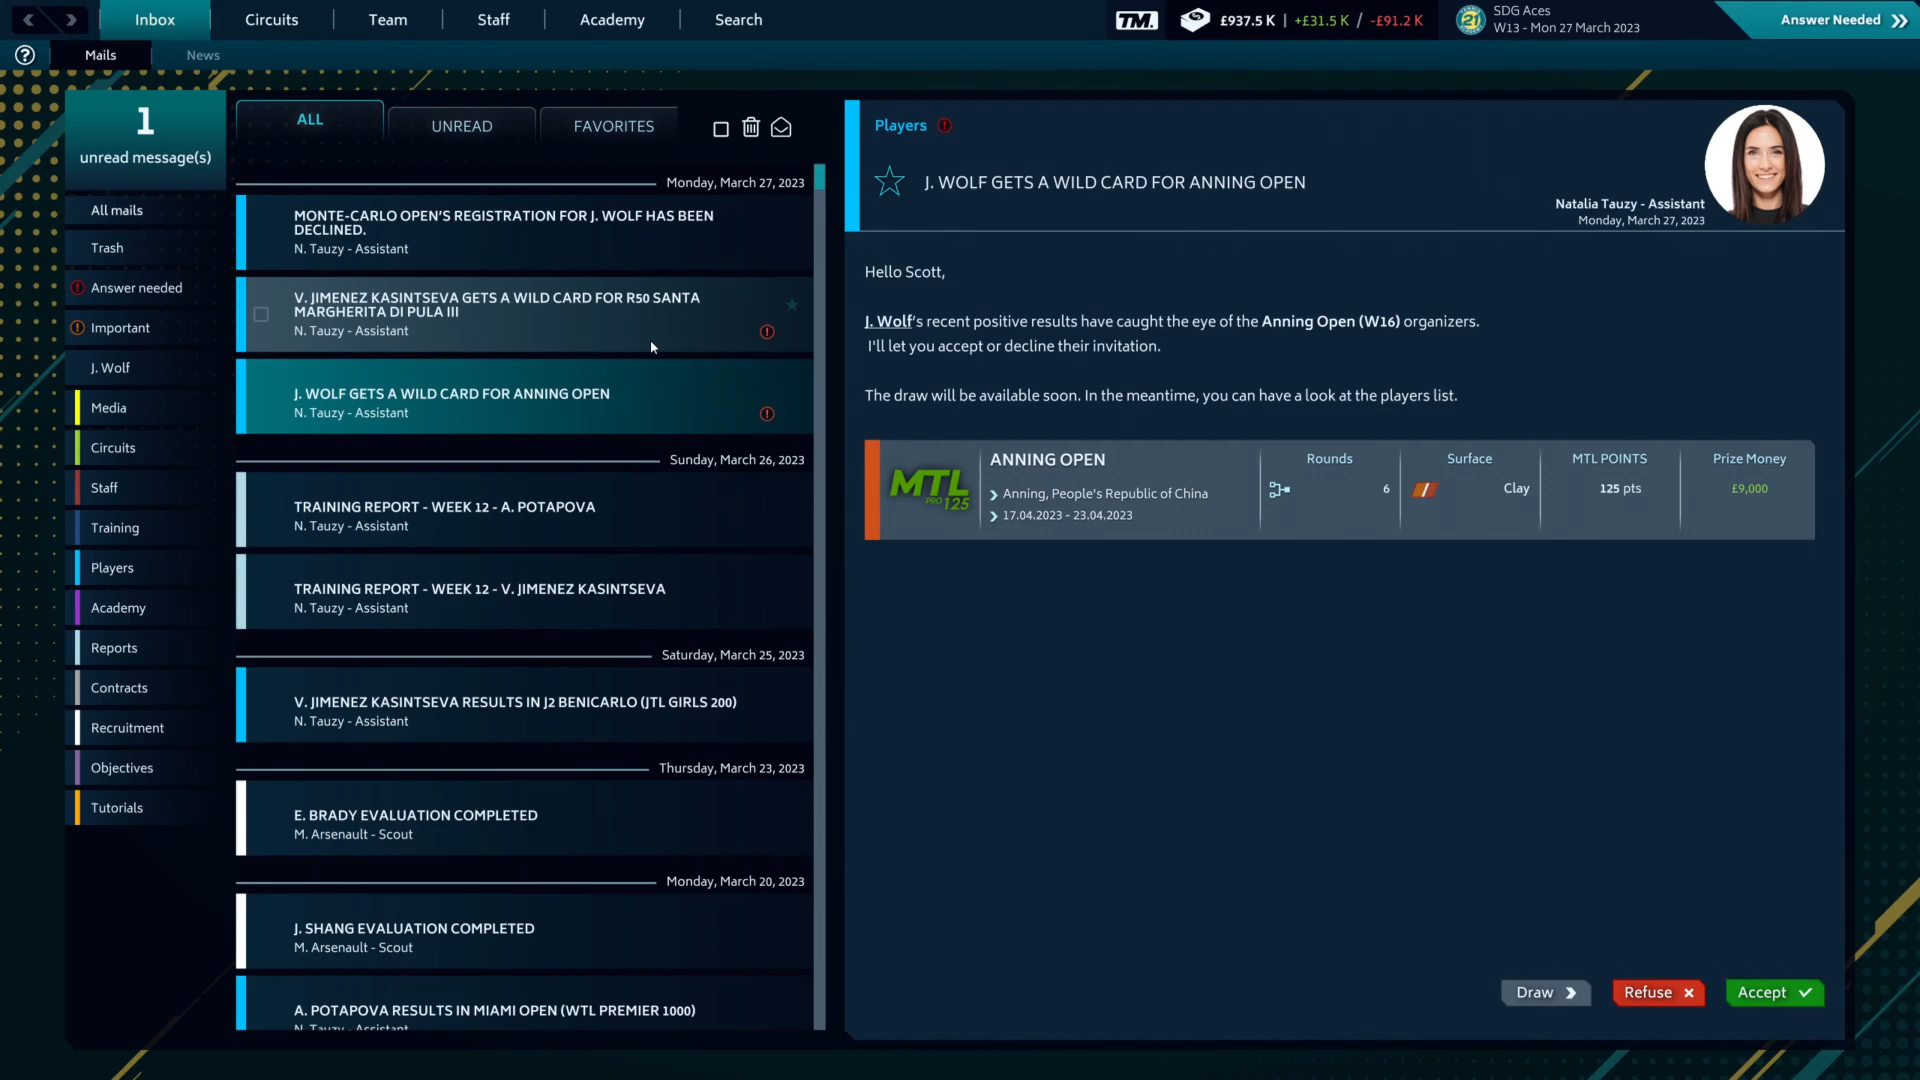 Inbox
Circuits
Team
Staff
Academy
Search
TM.
£937.5 K | +£31.5 K / -£91.2 K
21
SDG Aces
W13 - Mon 27 March 2023
Answer Needed
Mails
News
1
unread message(s)
All mails
Trash
Answer needed
Important
J. Wolf
Media
Circuits
Staff
Training
Players
Academy
Reports
Contracts
Recruitment
Objectives
Tutorials
ALL
UNREAD
FAVORITES
Monday, March 27, 2023
MONTE-CARLO OPEN'S REGISTRATION FOR J. WOLF HAS BEEN
DECLINED.
N. Tauzy - Assistant
V. JIMENEZ KASINTSEVA GETS A WILD CARD FOR R50 SANTA
MARGHERITA DI PULA III
N. Tauzy - Assistant
J. WOLF GETS A WILD CARD FOR ANNING OPEN
N. Tauzy - Assistant
Sunday, March 26, 2023
TRAINING REPORT - WEEK 12 - A. POTAPOVA
N. Tauzy - Assistant
TRAINING REPORT - WEEK 12 - V. JIMENEZ KASINTSEVA
N. Tauzy - Assistant
Saturday, March 25, 2023
V. JIMENEZ KASINTSEVA RESULTS IN J2 BENICARLO (JTL GIRLS 200)
N. Tauzy - Assistant
Thursday, March 23, 2023
E. BRADY EVALUATION COMPLETED
M. Arsenault - Scout
Monday, March 20, 2023
J. SHANG EVALUATION COMPLETED
M. Arsenault - Scout
A. POTAPOVA RESULTS IN MIAMI OPEN (WTL PREMIER 1000)
N. Tauzy - Assistant
Players
J. WOLF GETS A WILD CARD FOR ANNING OPEN
Natalia Tauzy - Assistant
Monday, March 27, 2023
Hello Scott,
J. Wolf's recent positive results have caught the eye of the Anning Open (W16) organizers.
I'll let you accept or decline their invitation.
The draw will be available soon. In the meantime, you can have a look at the players list.
MTL
PRO 125
ANNING OPEN
Anning, People's Republic of China
17.04.2023 - 23.04.2023
Rounds
6
Surface
Clay
MTL POINTS
125 pts
Prize Money
£9,000
Draw
Refuse
Accept